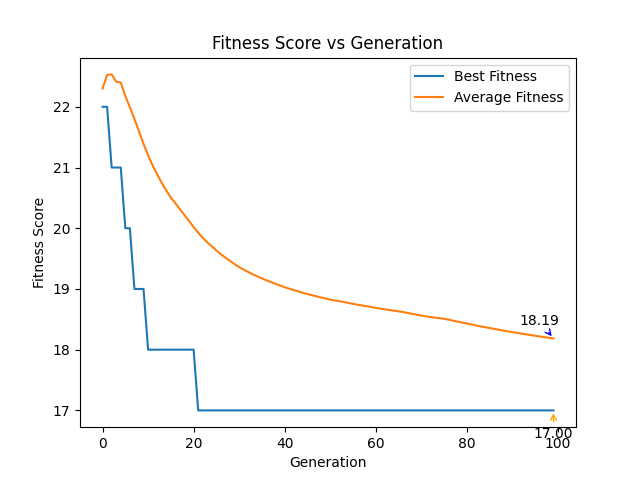 Fitness Score vs Generation
Best Fitness
Average Fitness
22
21
20
19
18
17
Fitness Score
18.19
17.00
0
20
40
60
80
100
Generation